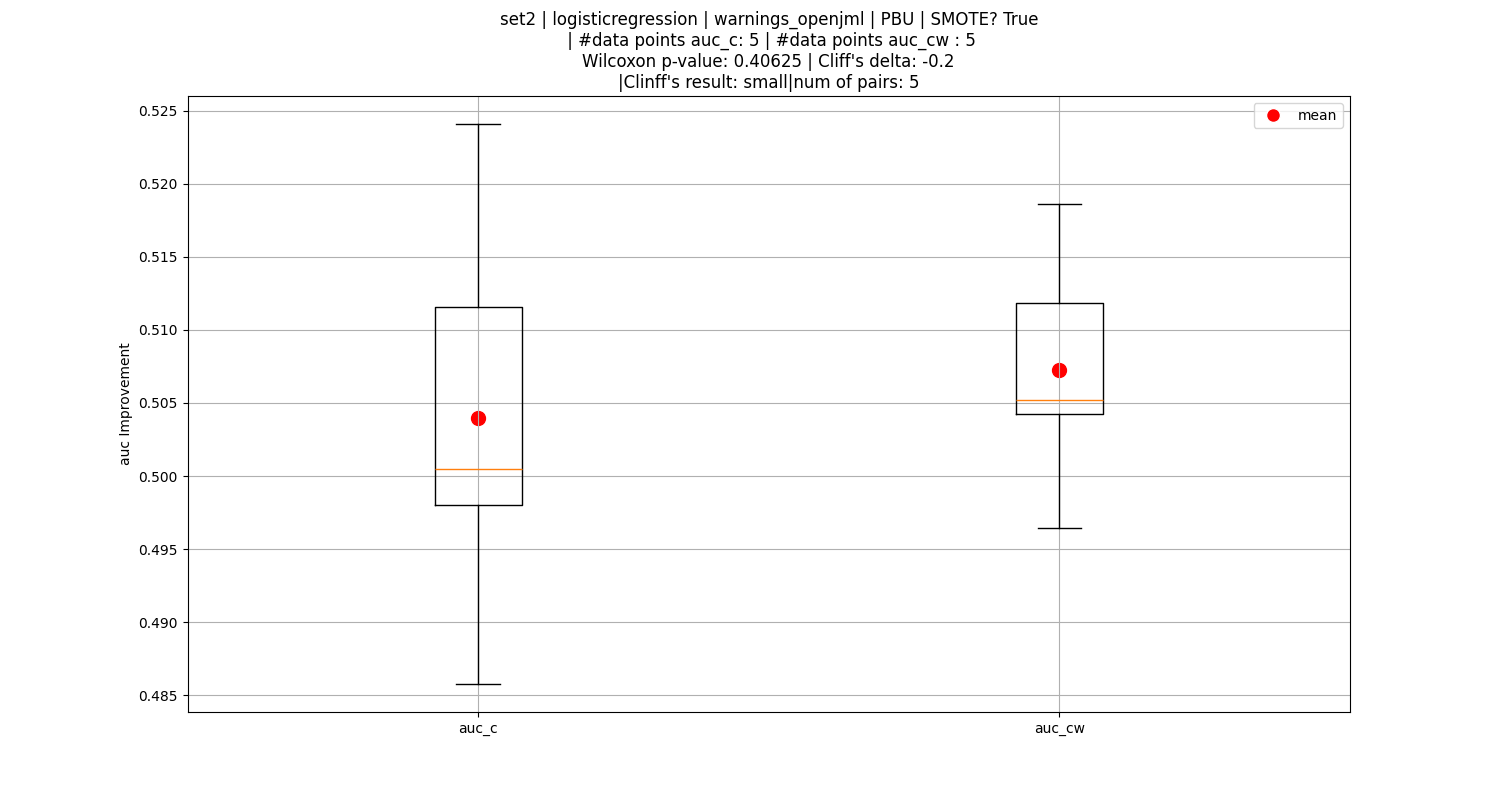 set2 | logisticregression | warnings_openjml | PBU | SMOTE? True
| #data points auc_c: 5 | #data points auc_cw : 5
Wilcoxon p-value: 0.40625 | Cliff's delta: -0.2
|Clinff's result: small|num of pairs: 5
mean
0.525
0.520
0.515
0.510
0.505
0.500
0.495
0.490
0.485
auc Improvement
auc_c
auc_cw